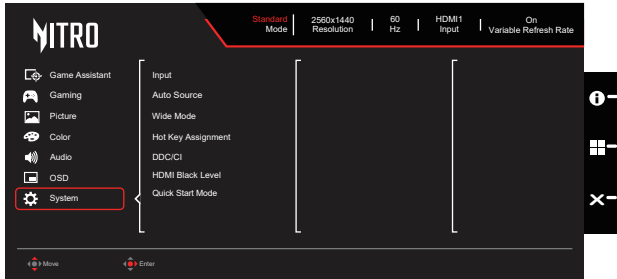 NITRO
Standard 2560x1440 60 HDMI1 On
Mode Resolution Hz Input Variable Refresh Rate
Game Assistant
Gaming
Picture
Color
Audio
OSD
System
Input
Auto Source
Wide Mode
Hot Key Assignment
DDC/CI
HDMI Black Level
Quick Start Mode
Move Enter